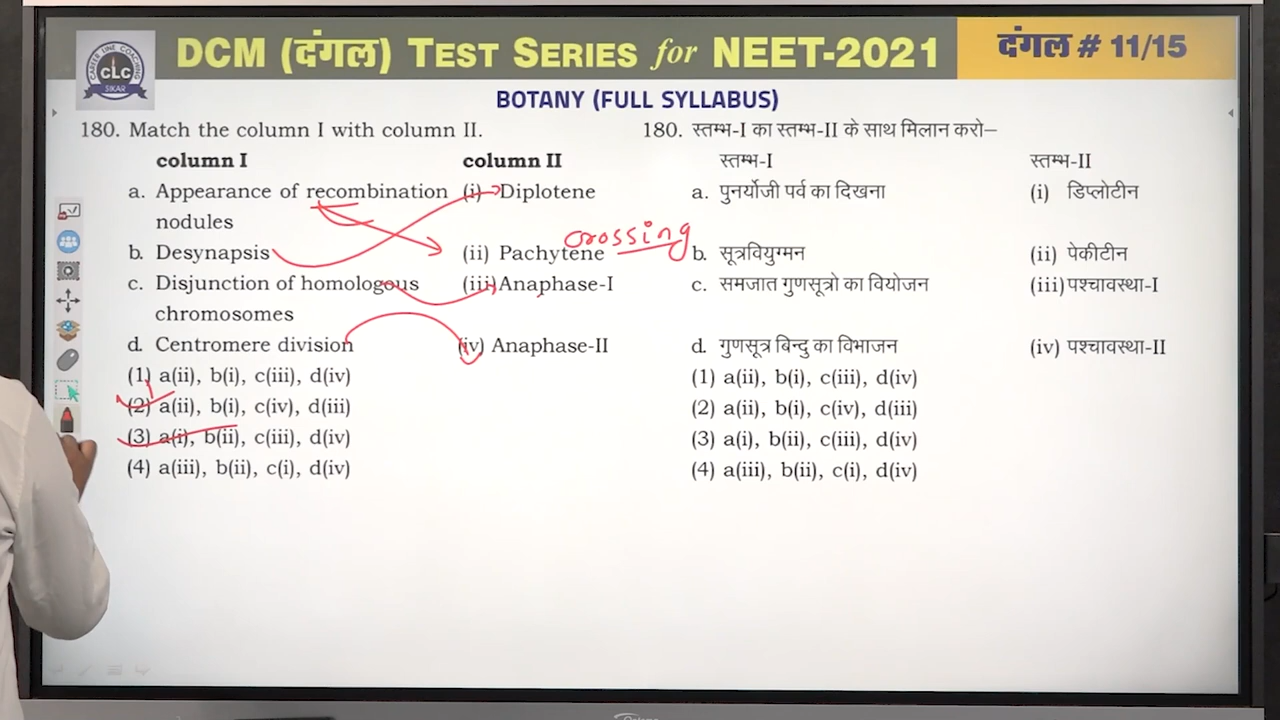 DCM (दंगल) TEST SERIES for NEET-2021
दंगल # 11/15
CAREER LINE COACHING
CLC
SIKAR
BOTANY (FULL SYLLABUS)
180. Match the column I with column II.
column I column II
a. Appearance of recombination nodules (i) Diplotene
b. Desynapsis (ii) Pachytene
crossing
c. Disjunction of homologous chromosomes (iii) Anaphase-I
d. Centromere division (iv) Anaphase-II
(1) a(ii), b(i), c(iii), d(iv)
(2) a(ii), b(i), c(iv), d(iii)
(3) a(i), b(ii), c(iii), d(iv)
(4) a(iii), b(ii), c(i), d(iv)
180. स्तम्भ-I का स्तम्भ-II के साथ मिलान करो–
स्तम्भ-I स्तम्भ-II
a. पुनर्योजी पर्व का दिखना (i) डिप्लोटीन
b. सूत्रवियुग्मन (ii) पेकीटीन
c. समजात गुणसूत्रो का वियोजन (iii) पश्चावस्था-I
d. गुणसूत्र बिन्दु का विभाजन (iv) पश्चावस्था-II
(1) a(ii), b(i), c(iii), d(iv)
(2) a(ii), b(i), c(iv), d(iii)
(3) a(i), b(ii), c(iii), d(iv)
(4) a(iii), b(ii), c(i), d(iv)